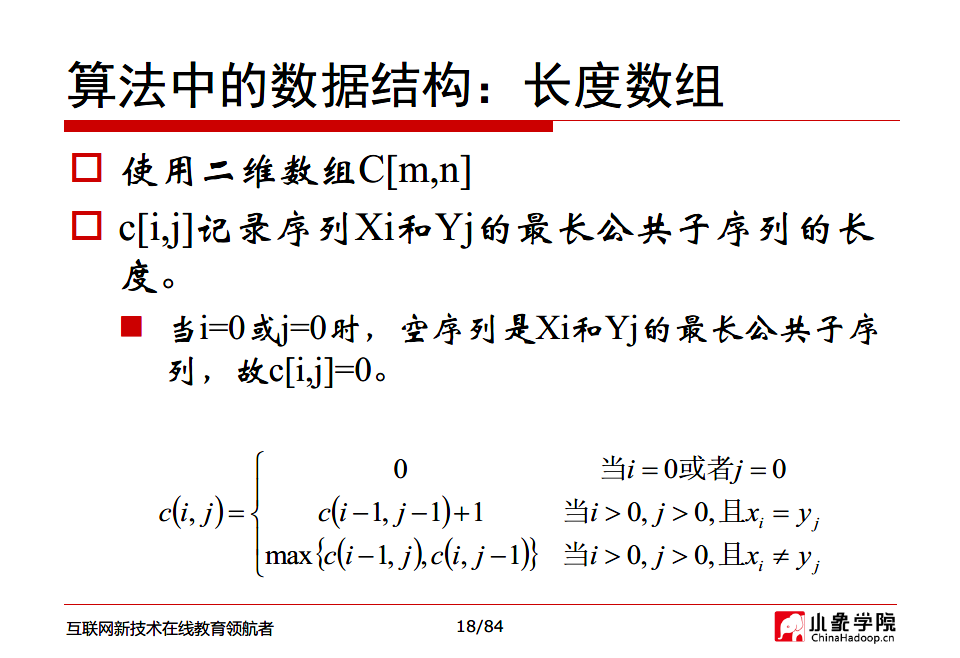 算法中的数据结构：长度数组
使用二维数组C[m,n]
c[i,j]记录序列Xi和Yj的最长公共子序列的长
度。
当i=0或j=0时，空序列是Xi和Yj的最长公共子序
列，故c[i,j]=0。
0 当i = 0或者j = 0
c(i, j) = { c(i−1, j−1)+1 当i > 0, j > 0, 且x_i = y_j
max{c(i−1, j), c(i, j−1)} 当i > 0, j > 0, 且x_i ≠ y_j
互联网新技术在线教育领航者 18/84 小象学院
ChinaHadoop.cn